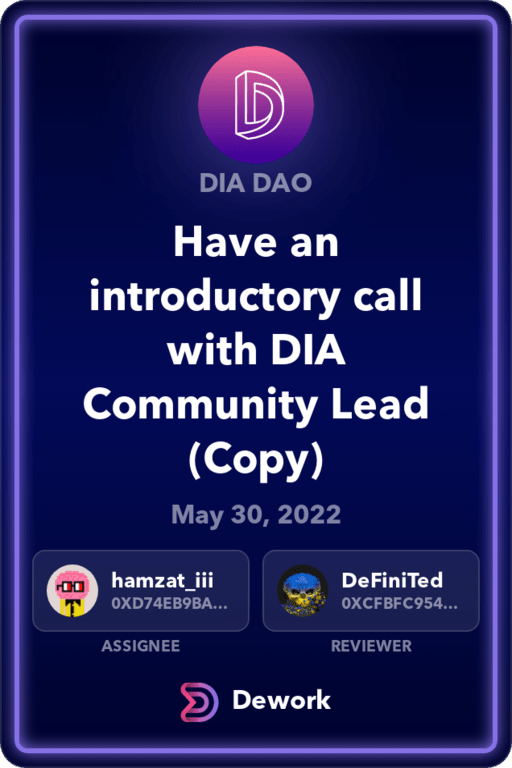 DIA DAO
Have an
introductory call
with DIA
Community Lead
(Copy)
May 30, 2022
hamzat_iii
0XD74EB9BA...
DeFiniTed
0XCFBFC954...
ASSIGNEE
REVIEWER
Dework